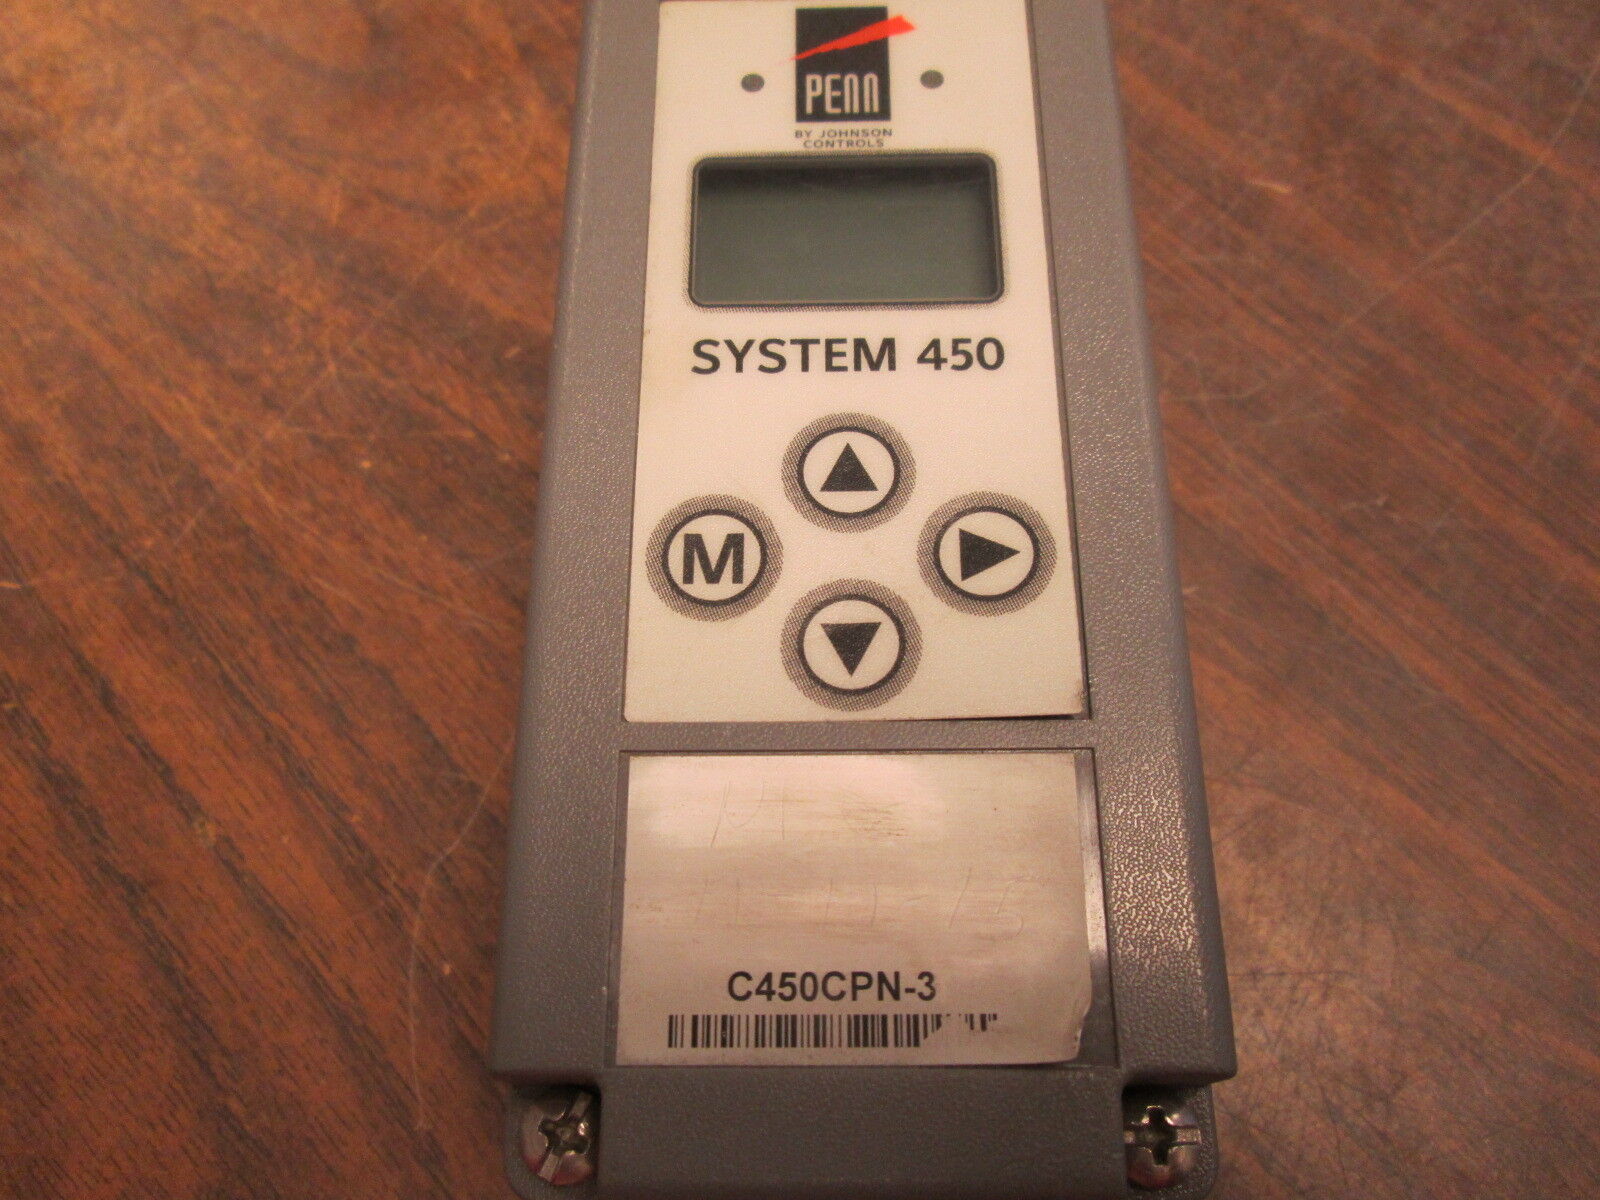 PENN
BY JOHNSON
CONTROLS
SYSTEM 450
M
C450CPN-3